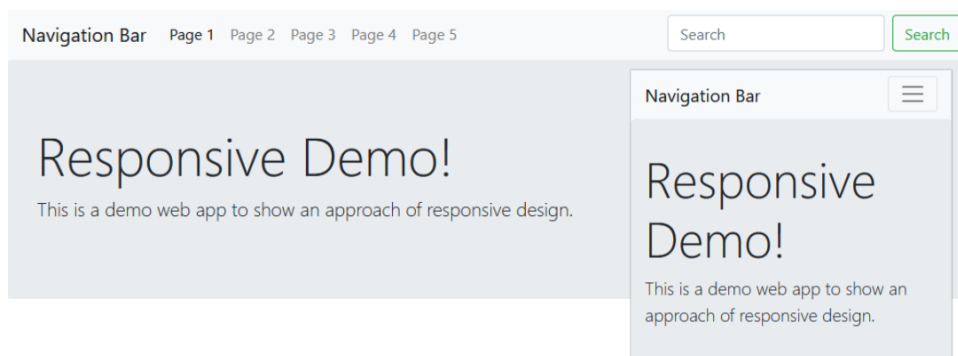 Navigation Bar Page 1 Page 2 Page 3 Page 4 Page 5 Search Search
Responsive Demo!
This is a demo web app to show an approach of responsive design.
Navigation Bar
Responsive
Demo!
This is a demo web app to show an
approach of responsive design.